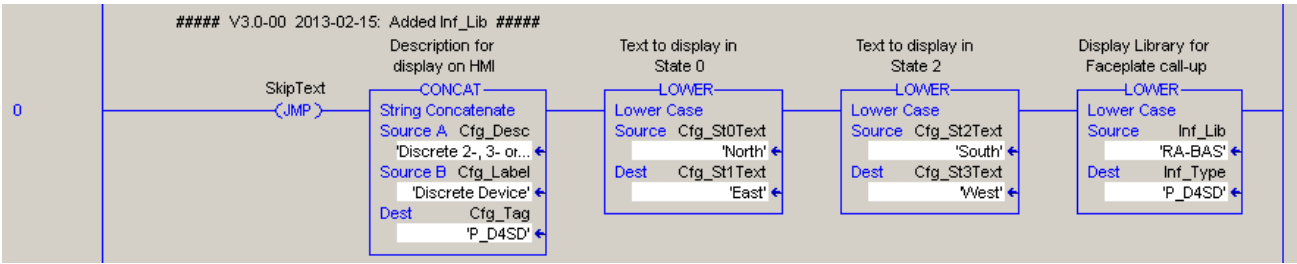 ##### V3.0-00 2013-02-15: Added Inf_Lib #####
Description for
display on HMI
Text to display in
State 0
Text to display in
State 2
Display Library for
Faceplate call-up
0
SkipText
JMP
CONCAT
String Concatenate
Source A Cfg_Desc
'Discrete 2-, 3- or...
Source B Cfg_Label
'Discrete Device'
Dest Cfg_Tag
'P_D4SD'
LOWER
Lower Case
Source Cfg_St0Text
'North'
Dest Cfg_St1Text
'East'
LOWER
Lower Case
Source Cfg_St2Text
'South'
Dest Cfg_St3Text
'West'
LOWER
Lower Case
Source Inf_Lib
'RA-BAS'
Dest Inf_Type
'P_D4SD'